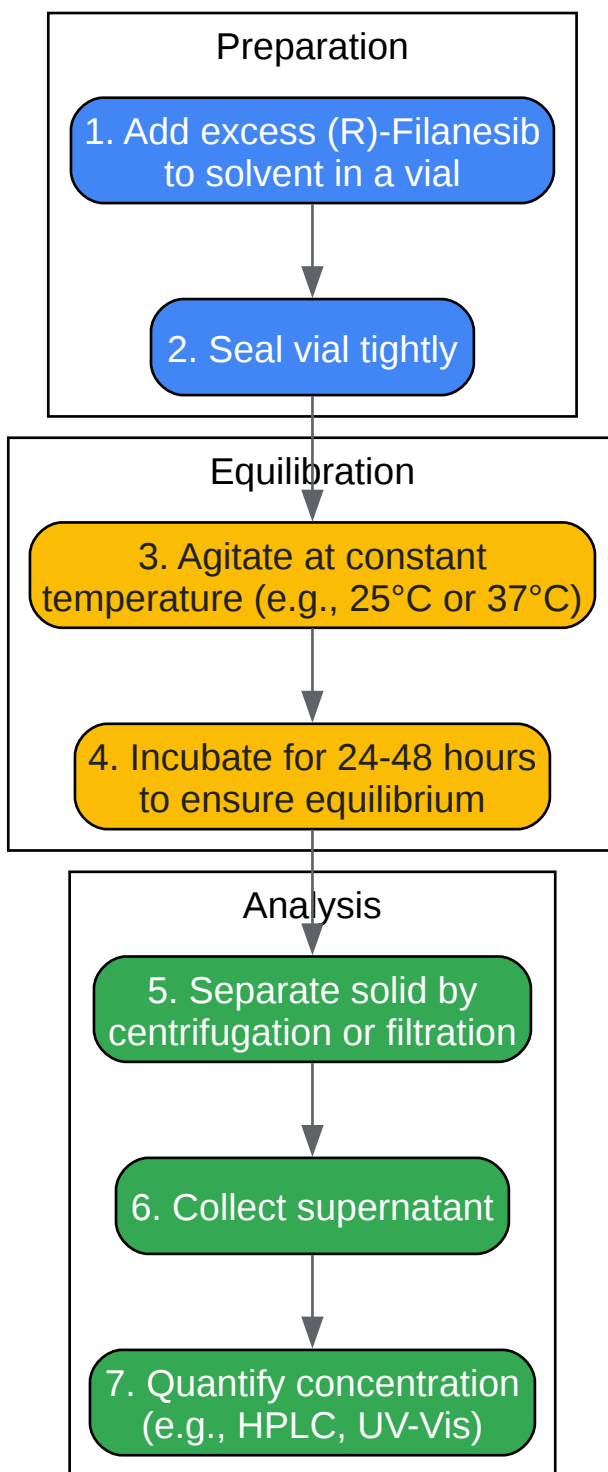 Preparation
1. Add excess (R)-Filanesib
to solvent in a vial
2. Seal vial tightly
Equilibration
3. Agitate at constant
temperature (e.g., 25°C or 37°C)
4. Incubate for 24-48 hours
to ensure equilibrium
Analysis
5. Separate solid by
centrifugation or filtration
6. Collect supernatant
7. Quantify concentration
(e.g., HPLC, UV-Vis)